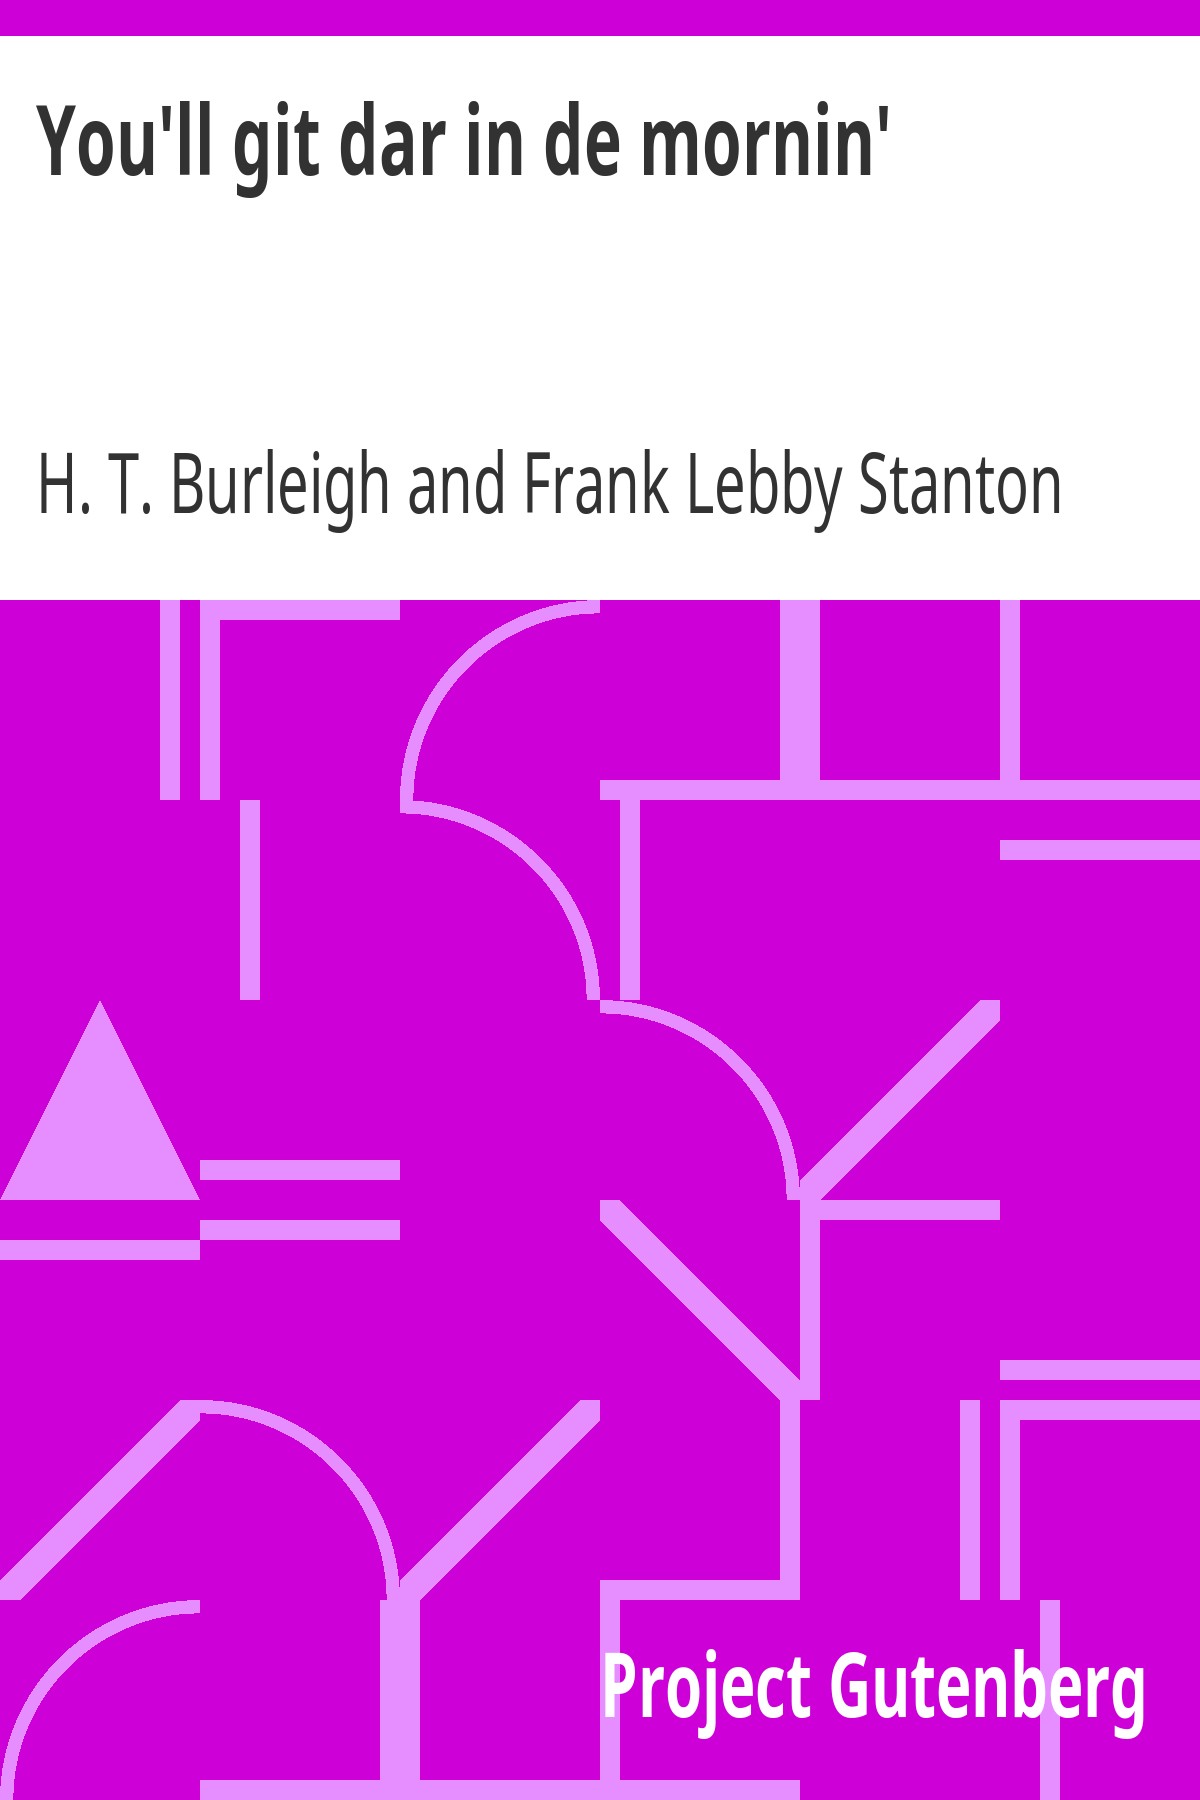 You'll git dar in de mornin'
H. T. Burleigh and Frank Lebby Stanton
Project Gutenberg